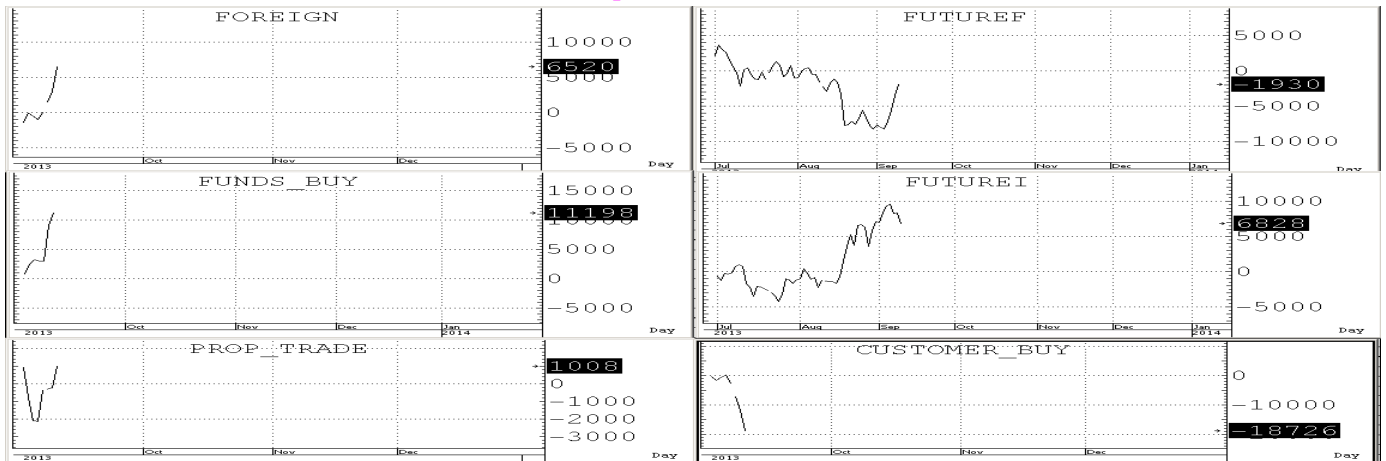 FOREIGN
10000
6520
5000
0
-5000
Oct
Nov
Dec
2013
Day
FUTUREF
5000
0
-1930
-5000
-10000
Jul
Aug
Sep
Oct
Nov
Dec
Jan
FUNDS_BUY
15000
11198
10000
5000
0
-5000
Oct
Nov
Dec
Jan
2013
2014
Day
FUTUREI
10000
6828
5000
0
-5000
Jul
Aug
Sep
Oct
Nov
Dec
Jan
2013
2014
Day
PROP_TRADE
1008
0
-1000
-2000
-3000
Oct
Nov
Dec
2013
Day
CUSTOMER_BUY
0
-10000
-18726
Oct
Nov
Dec
2013
Day